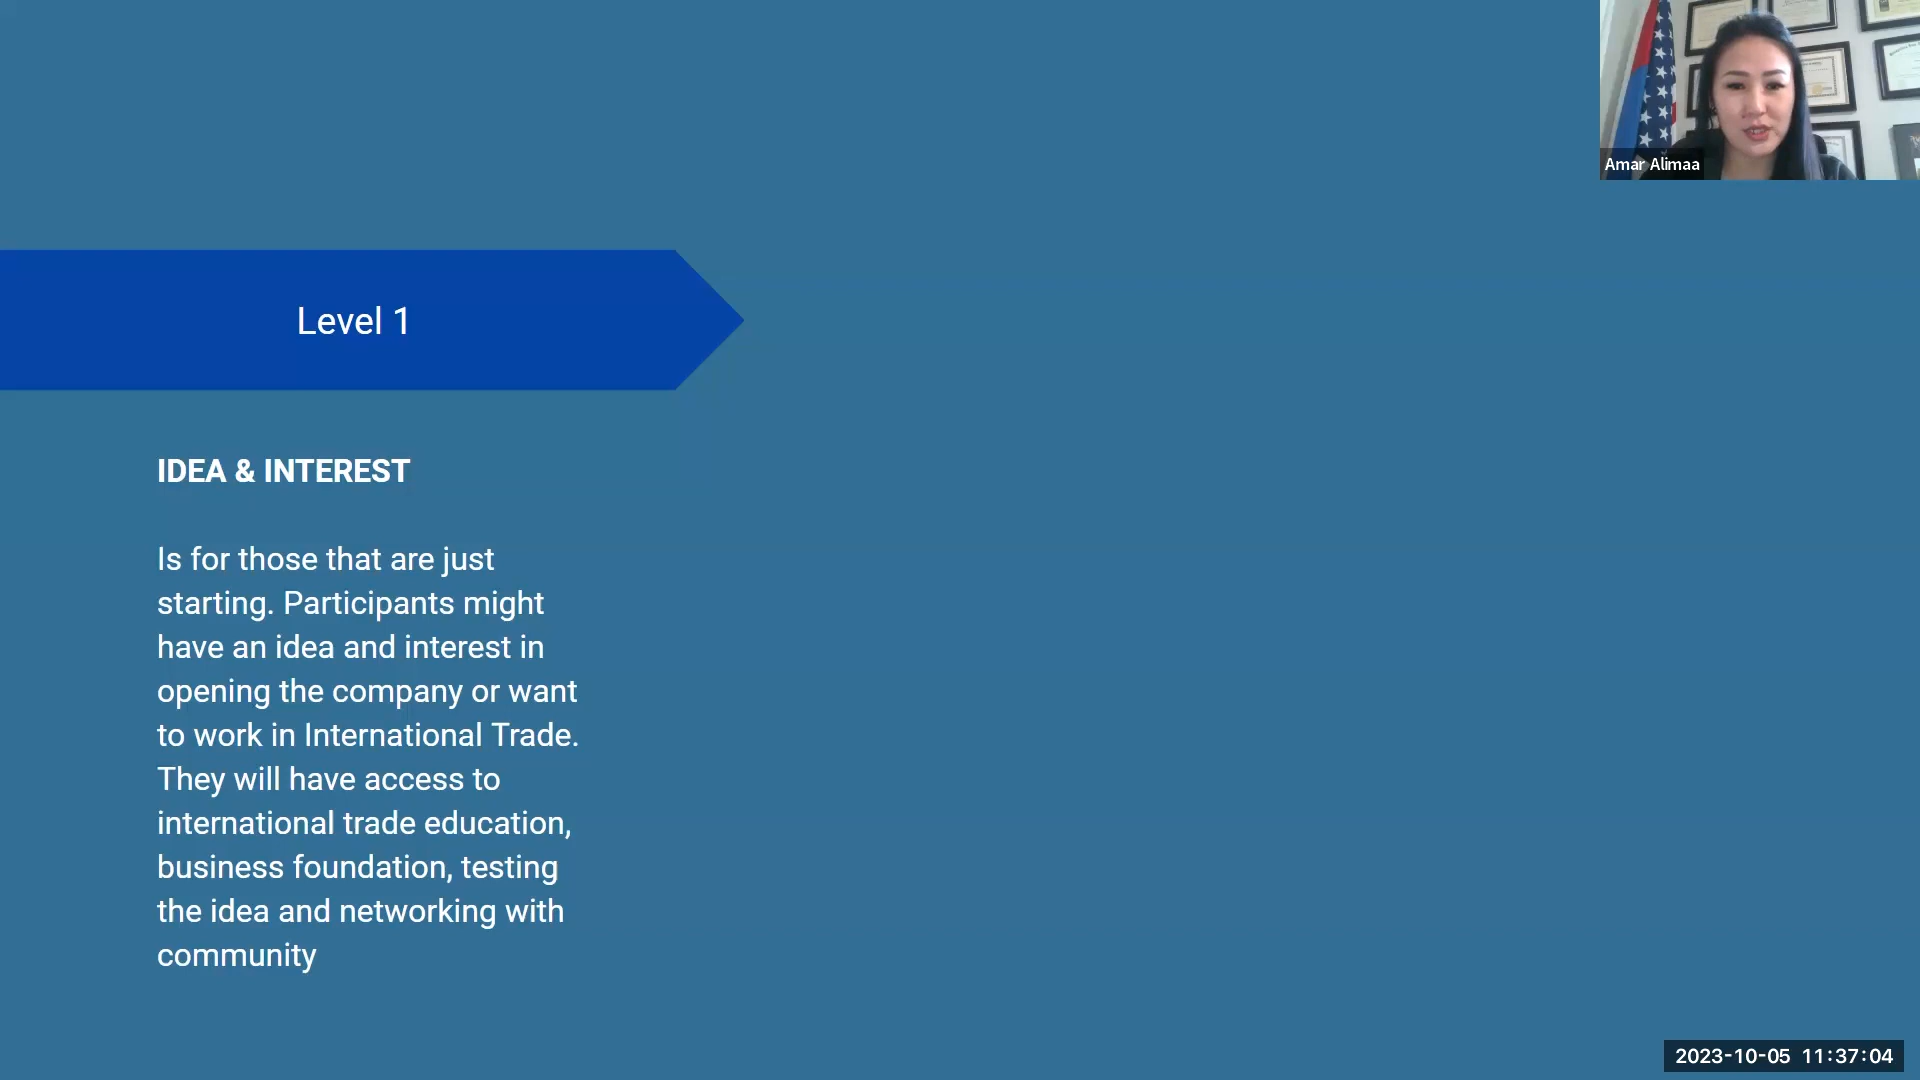 Amar Alimaa
Level 1
IDEA & INTEREST
Is for those that are just
starting. Participants might
have an idea and interest in
opening the company or want
to work in International Trade.
They will have access to
international trade education,
business foundation, testing
the idea and networking with
community
2023-10-05 11:37:04